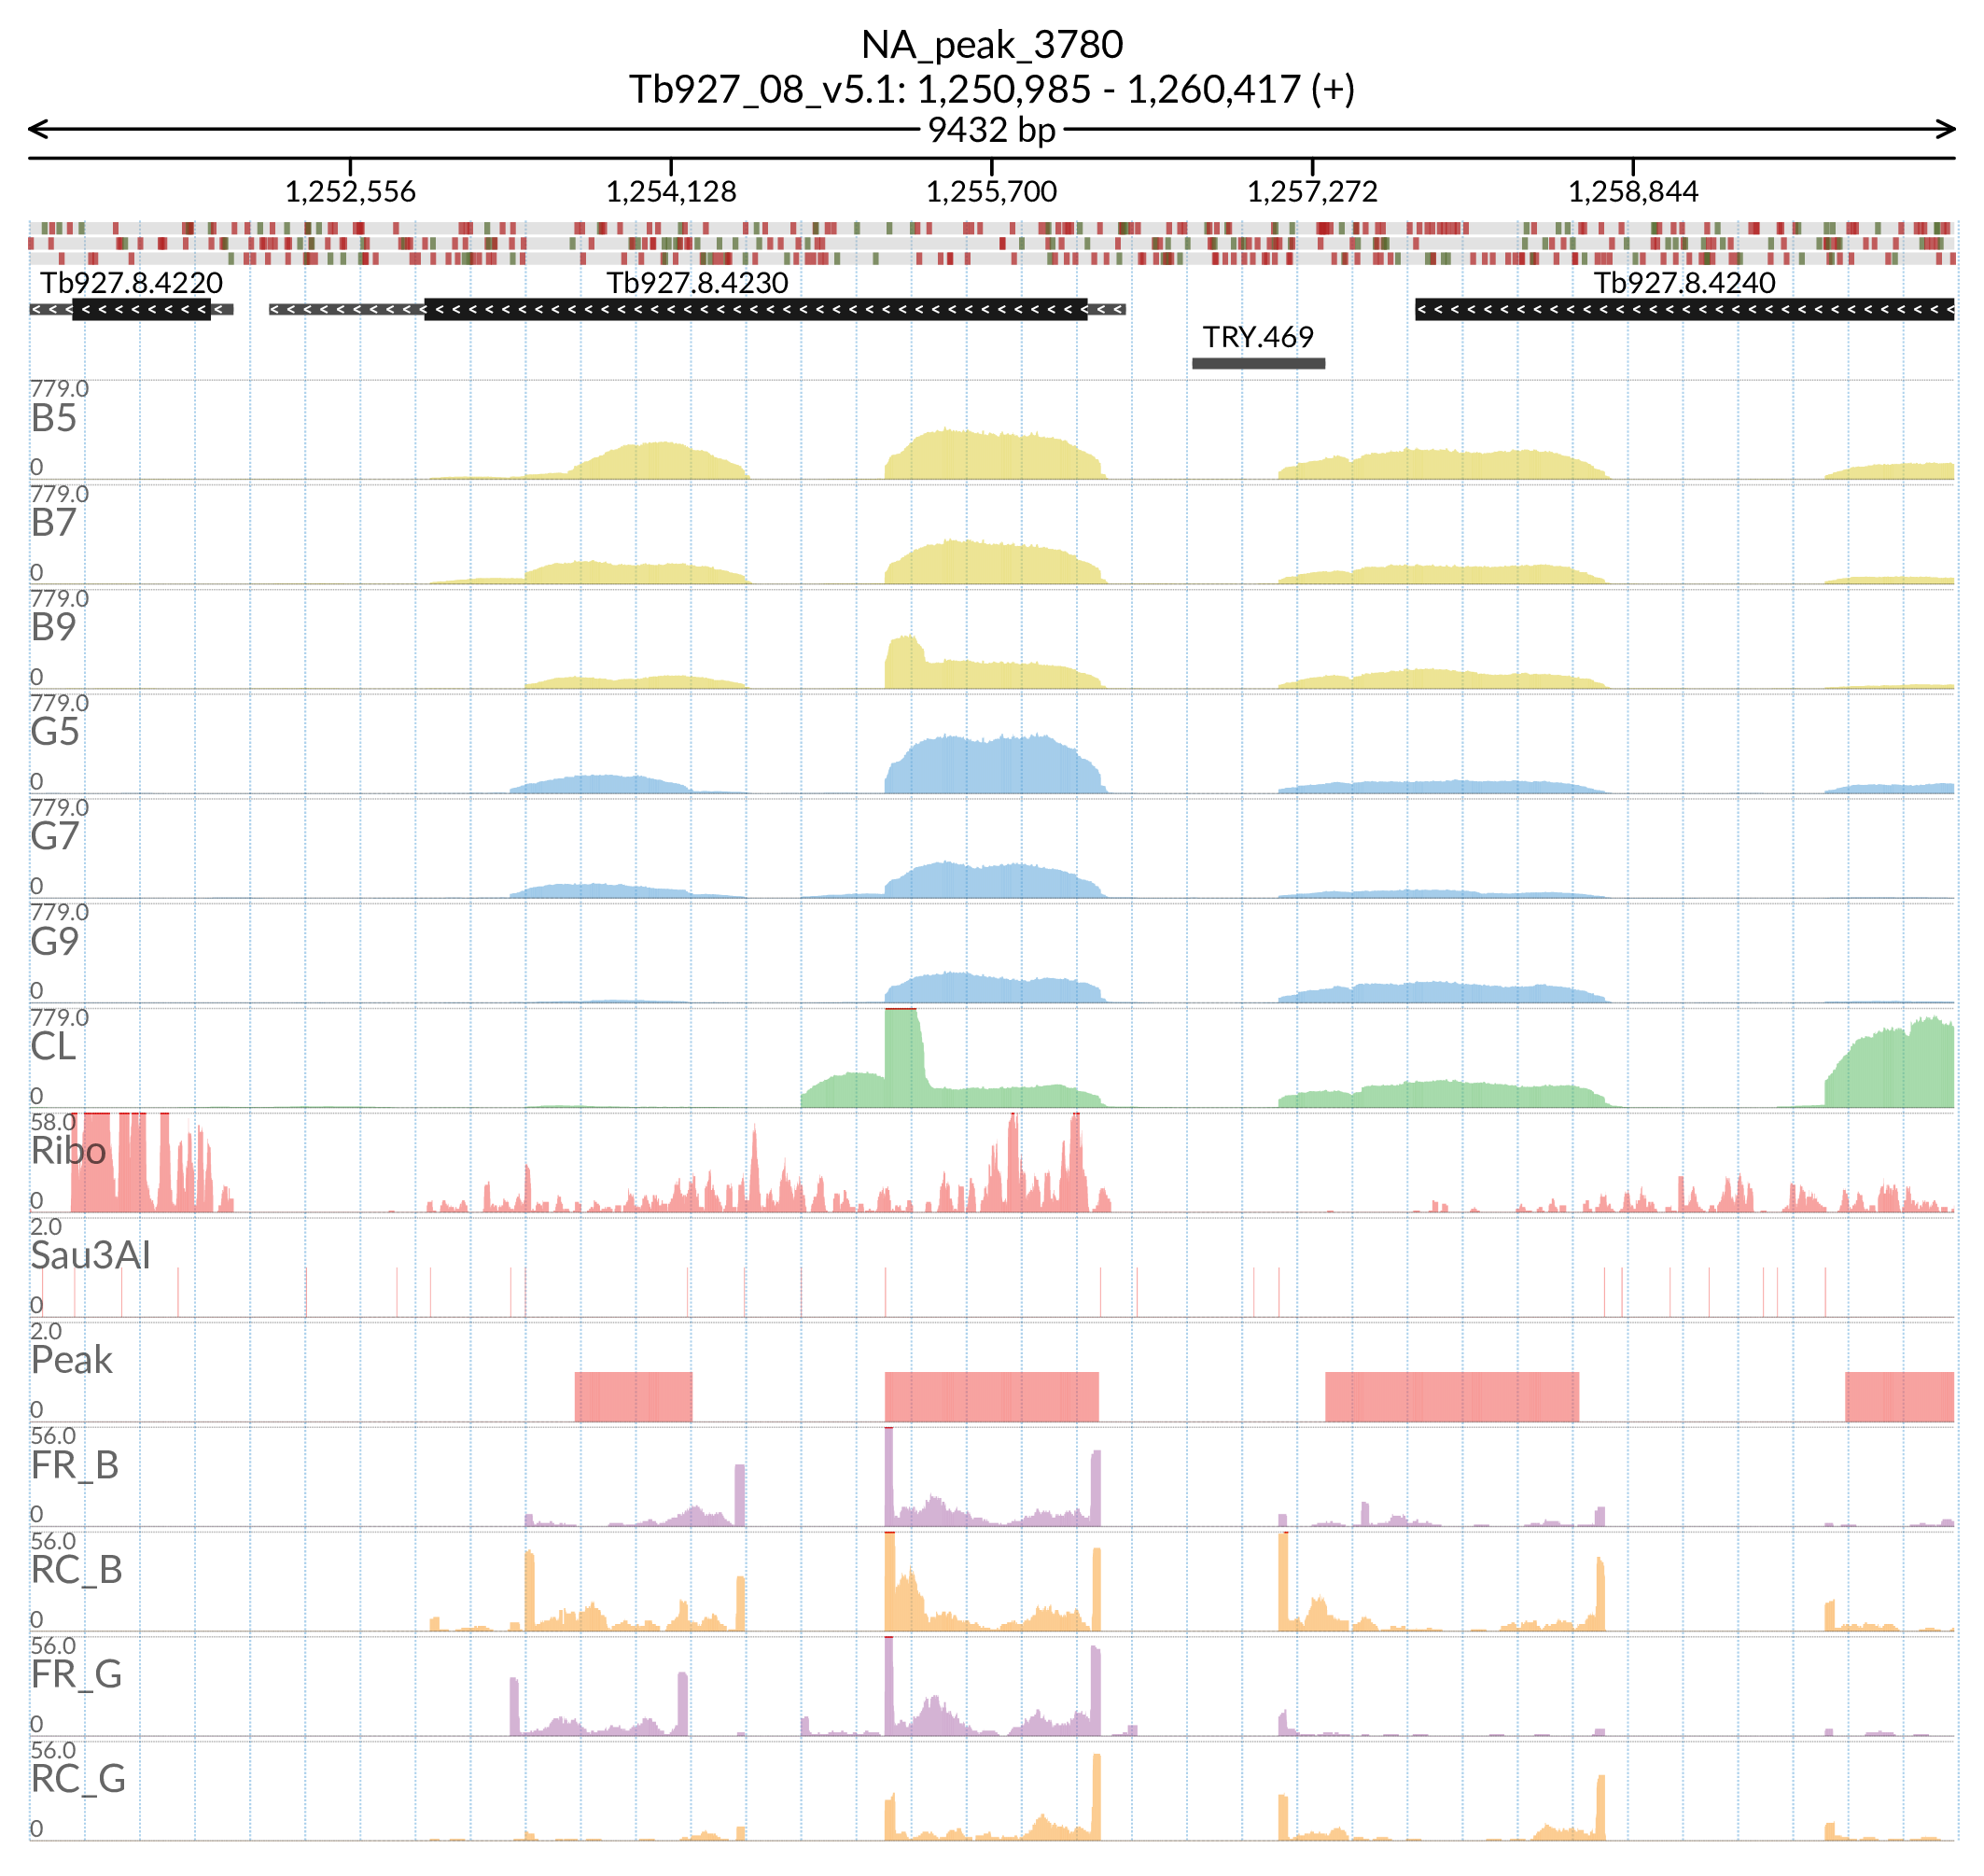 NA_peak_3780
Tb927_08_v5.1: 1,250,985 - 1,260,417 (+)
9432 bp
1,252,556 1,254,128 1,255,700 1,257,272 1,258,844
Tb927.8.4220 Tb927.8.4230 Tb927.8.4240
TRY.469
779.0
B5
0
779.0
B7
0
779.0
B9
0
779.0
G5
0
779.0
G7
0
779.0
G9
0
779.0
CL
0
58.0
Ribo
0
2.0
Sau3AI
0
2.0
Peak
0
56.0
FR_B
0
56.0
RC_B
0
56.0
FR_G
0
56.0
RC_G
0